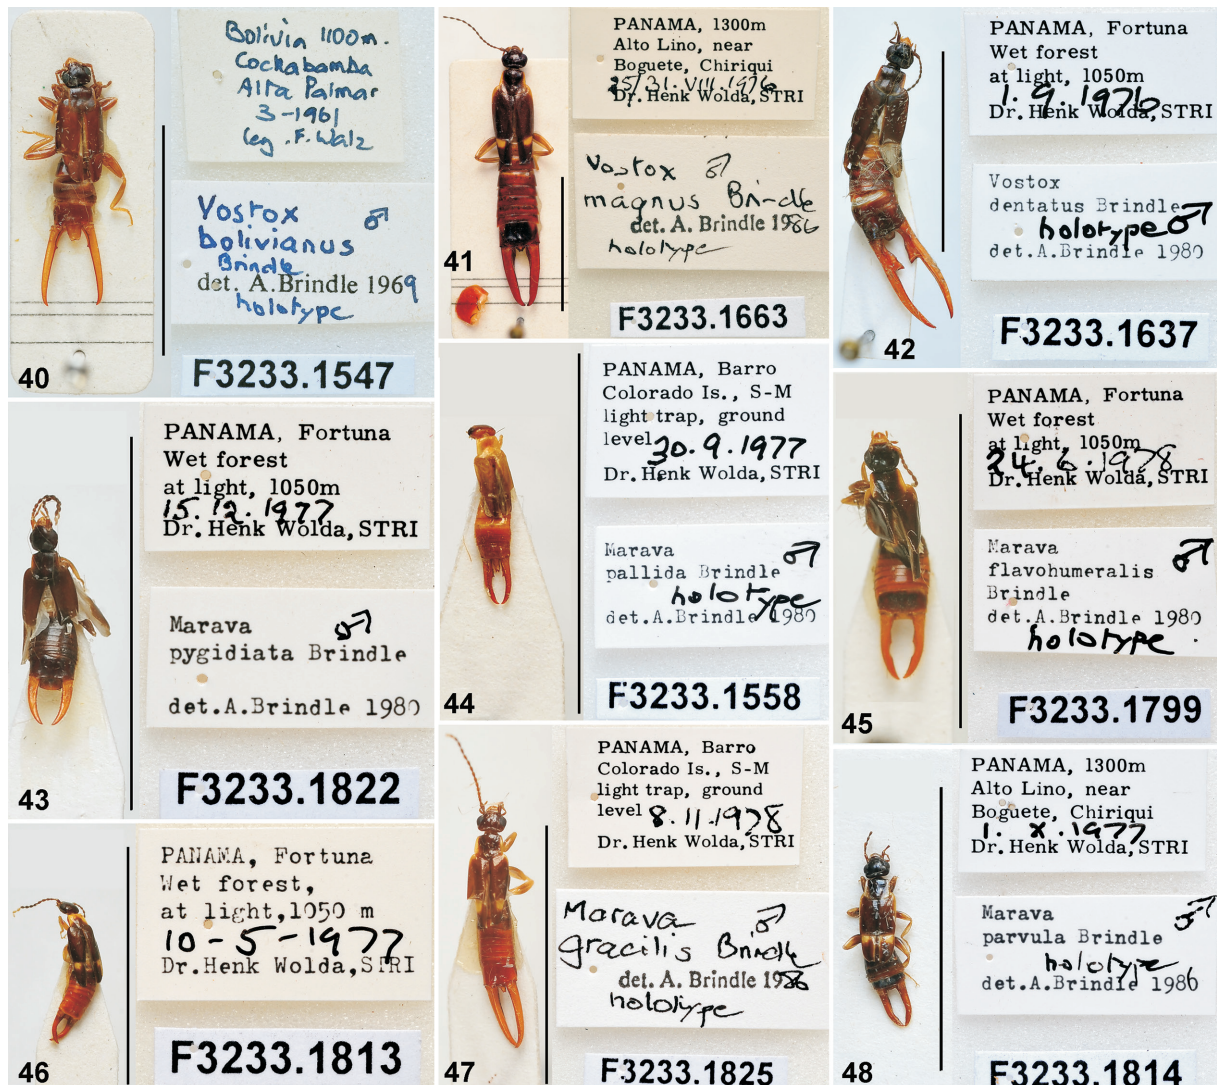 Bolivia 1100m.
Cochabamba
Alta Palmar
3-1961
leg. F. Walz
Vostox ♂
bolivianus
Brindle
det. A.Brindle 1969
holotype
F3233.1547
40
PANAMA, 1300m
Alto Lino, near
Boguete, Chiriqui
25/31.VIII.1976
Dr. Henk Wolda, STRI
Vostox ♂
magnus Brindle
det. A. Brindle 1986
holotype
F3233.1663
41
PANAMA, Fortuna
Wet forest
at light, 1050m
1.9.1976
Dr. Henk Wolda, STRI
Vostox
dentatus Brindle
holotype ♂
det.A.Brindle 1980
F3233.1637
42
PANAMA, Fortuna
Wet forest
at light, 1050m
15.12.1977
Dr. Henk Wolda, STRI
Marava ♂
pygidiata Brindle
det.A.Brindle 1980
F3233.1822
43
PANAMA, Barro
Colorado Is., S-M
light trap, ground
level 30.9.1977
Dr. Henk Wolda, STRI
Marava ♂
pallida Brindle
holotype
det.A.Brindle 1980
F3233.1558
44
PANAMA, Fortuna
Wet forest
at light, 1050m
24.6.1978
Dr. Henk Wolda, STRI
Marava ♂
flavohumeralis
Brindle
det.A.Brindle 1980
holotype
F3233.1799
45
PANAMA, Fortuna
Wet forest,
at light,1050 m
10-5-1977
Dr.Henk Wolda, STRI
F3233.1813
46
PANAMA, Barro
Colorado Is., S-M
light trap, ground
level 8.11.1978
Dr. Henk Wolda, STRI
Marava ♂
gracilis Brindle
det. A. Brindle 1986
holotype
F3233.1825
47
PANAMA, 1300m
Alto Lino, near
Boguete, Chiriqui
1. X.1977
Dr. Henk Wolda, STRI
Marava ♂
parvula Brindle
holotype
det.A.Brindle 1986
F3233.1814
48